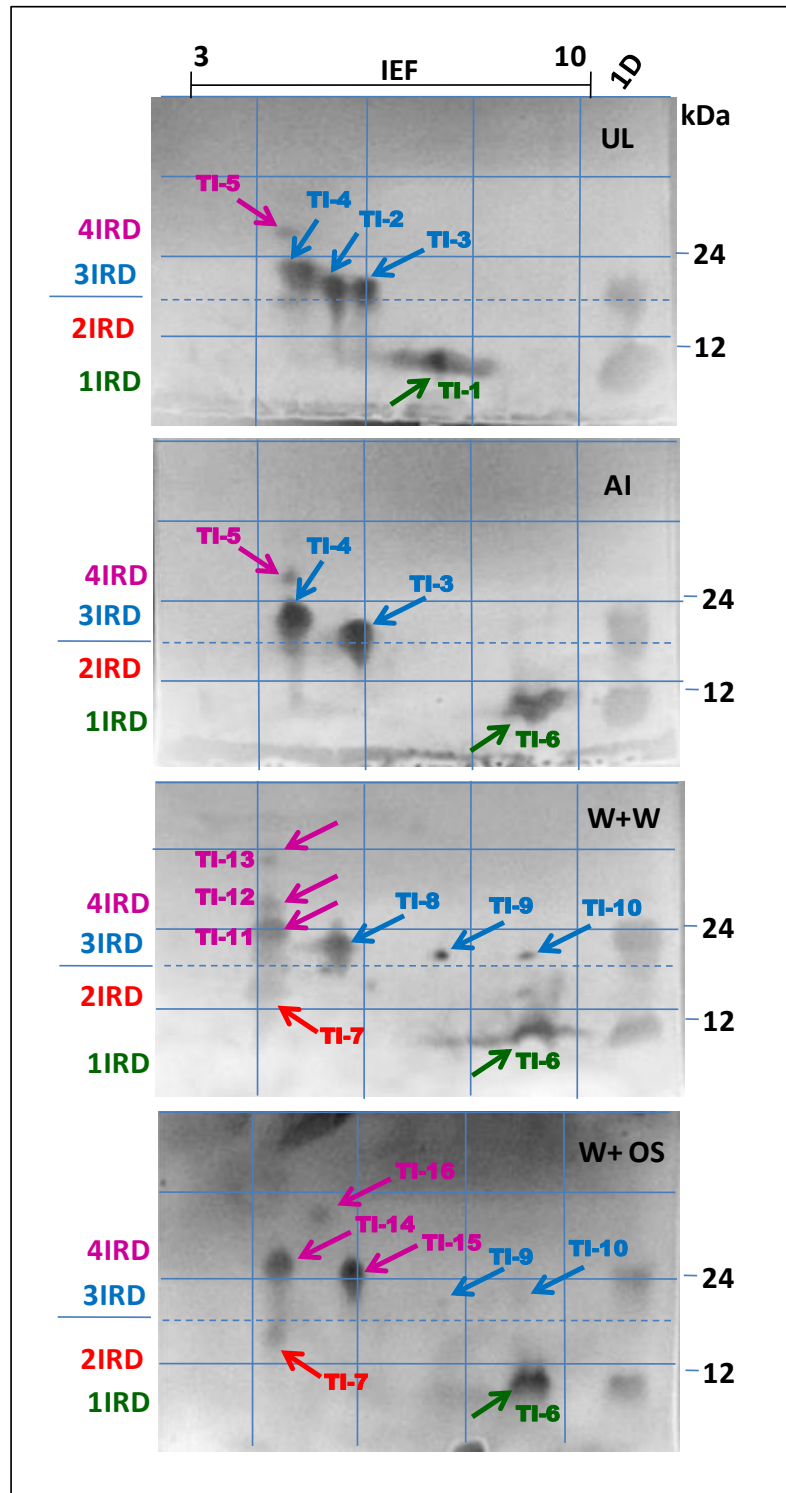 3 IEF 10 1D
kDa
UL
TI-5
TI-4
TI-2
4IRD
TI-3
24
3IRD
2IRD
12
1IRD
TI-1
AI
TI-5
TI-4
4IRD
TI-3
24
3IRD
2IRD
12
1IRD
TI-6
W+W
TI-13
TI-12
TI-8
TI-9
TI-10
4IRD
TI-11
24
3IRD
2IRD
12
TI-7
TI-6
1IRD
W+ OS
TI-16
TI-14
TI-15
4IRD
TI-9
TI-10
24
3IRD
2IRD
TI-7
12
1IRD
TI-6